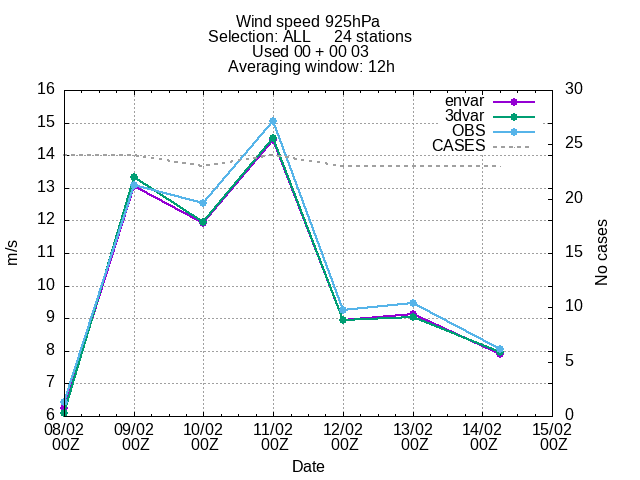 Wind speed 925hPa
Selection: ALL 24 stations
Used 00 + 00 03
Averaging window: 12h
envar
3dvar
OBS
CASES
16
15
14
13
12
11
10
9
8
7
6
30
25
20
15
10
5
0
m/s
No cases
08/02 09/02 10/02 11/02 12/02 13/02 14/02 15/02
00Z 00Z 00Z 00Z 00Z 00Z 00Z 00Z
Date